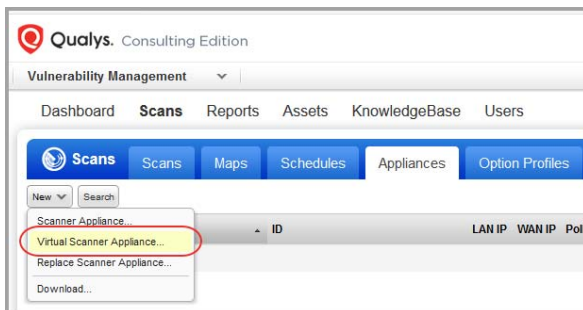 Qualys. Consulting Edition
Vulnerability Management
Dashboard Scans Reports Assets KnowledgeBase Users
Scans Scans Maps Schedules Appliances Option Profiles
New Search
Scanner Appliance...
ID LAN IP WAN IP Pol
Virtual Scanner Appliance...
Replace Scanner Appliance...
Download...